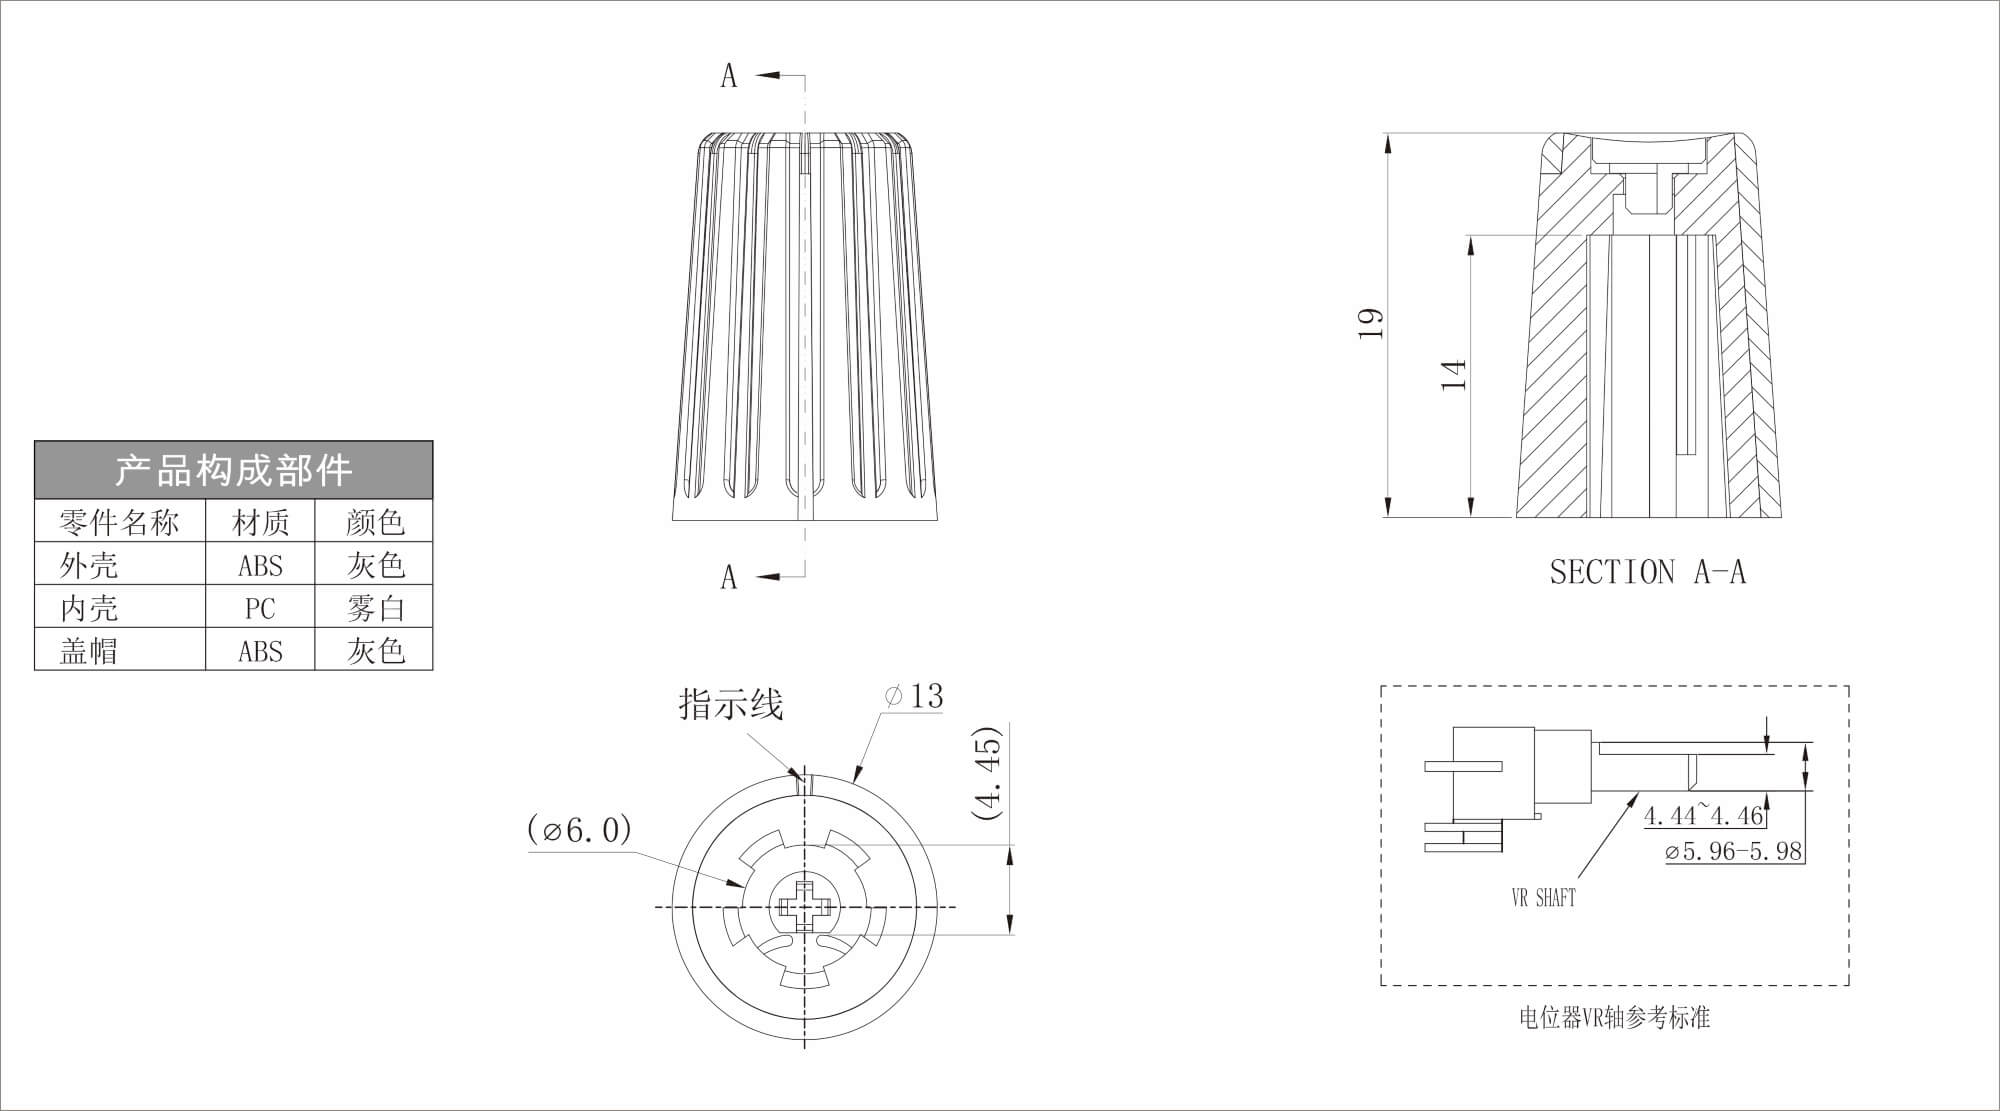 A
A
19
14
SECTION A-A
产品构成部件
零件名称 材质 颜色
外壳 ABS 灰色
内壳 PC 雾白
盖帽 ABS 灰色
指示线
⌀13
(4.45)
(⌀6.0)
4.44~4.46
⌀5.96-5.98
VR SHAFT
电位器VR轴参考标准